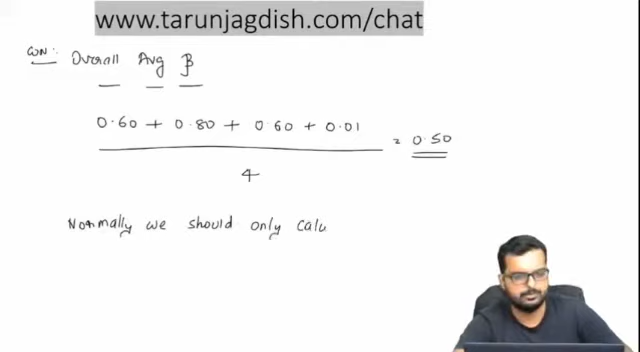 www.tarunjagdish.com/chat
WN:- Overall Avg β
0.60 + 0.80 + 0.60 + 0.01
= 0.50
4
Normally we should only calu